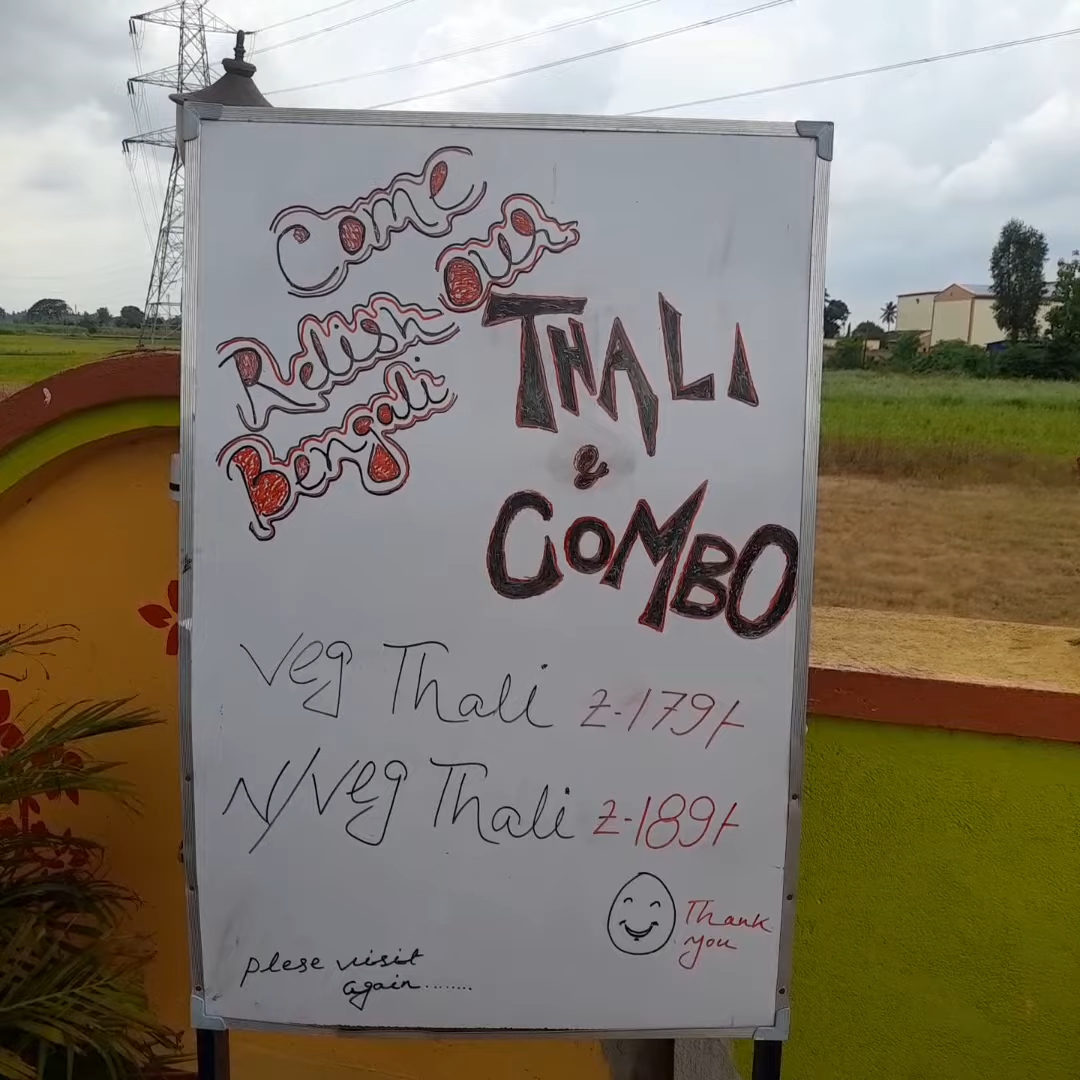 Come
Relish our
Bengali
THALI
&
COMBO
Veg Thali z-179/-
N/Veg Thali z-189/-
Thank
you
plese visit
again........